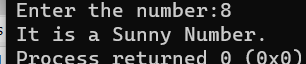 Enter the number:8
It is a Sunny Number.
Process returned 0 (0x0)